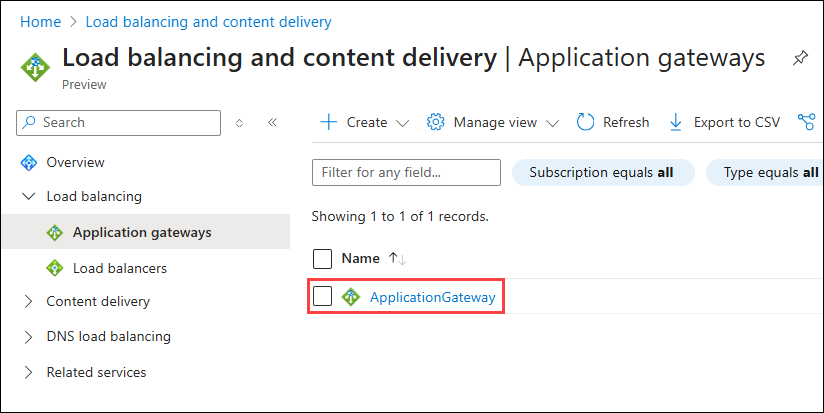 Home > Load balancing and content delivery
Load balancing and content delivery | Application gateways
Preview
Search
Create
Manage view
Refresh
Export to CSV
Overview
Load balancing
Application gateways
Load balancers
Content delivery
DNS load balancing
Related services
Filter for any field...
Subscription equals all
Type equals all
Showing 1 to 1 of 1 records.
Name
ApplicationGateway